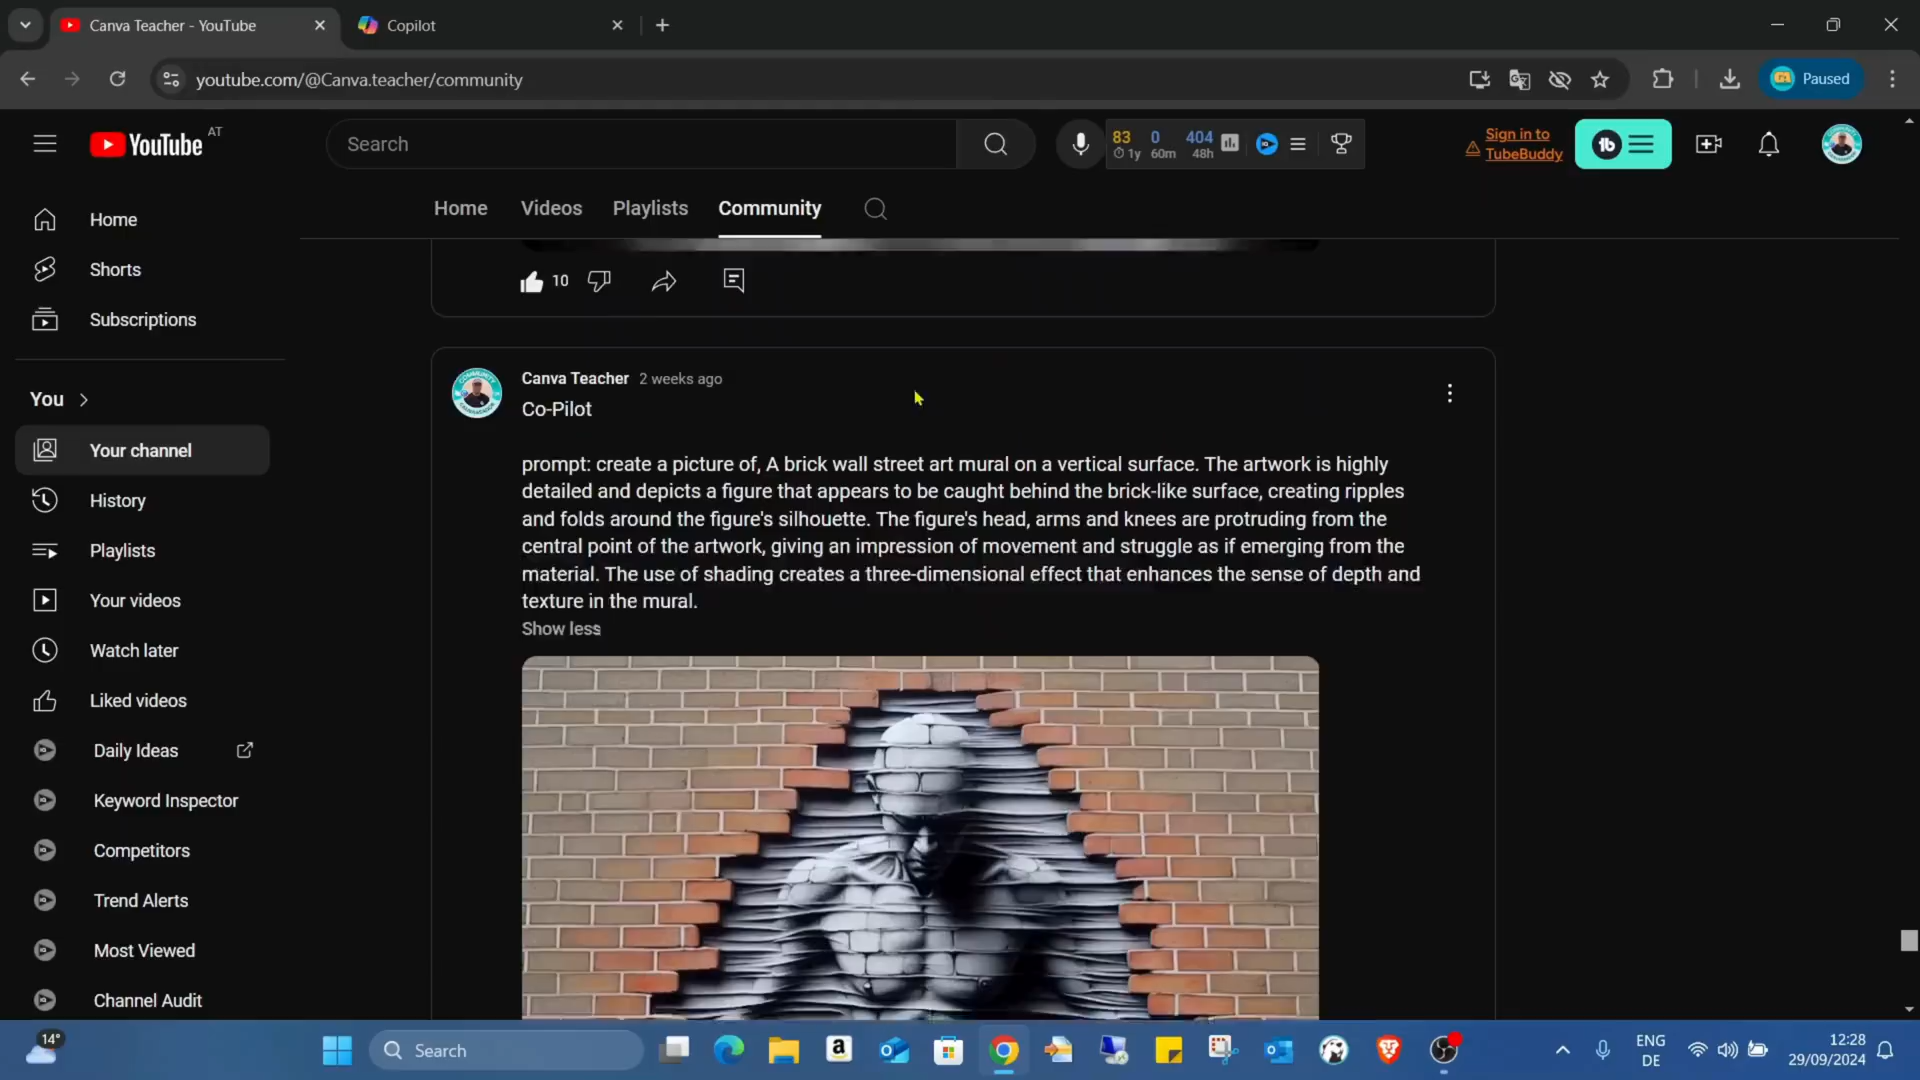 Canva Teacher - YouTube
Copilot
youtube.com/@Canva.teacher/community
Paused
YouTube AT
Search
83 0 404
1y 60m 48h
Sign in to
TubeBuddy
Home Videos Playlists Community
Home
Shorts
Subscriptions
You
Your channel
History
Playlists
Your videos
Watch later
Liked videos
Daily Ideas
Keyword Inspector
Competitors
Trend Alerts
Most Viewed
Channel Audit
10
Canva Teacher 2 weeks ago
Co-Pilot
prompt: create a picture of, A brick wall street art mural on a vertical surface. The artwork is highly
detailed and depicts a figure that appears to be caught behind the brick-like surface, creating ripples
and folds around the figure's silhouette. The figure's head, arms and knees are protruding from the
central point of the artwork, giving an impression of movement and struggle as if emerging from the
material. The use of shading creates a three-dimensional effect that enhances the sense of depth and
texture in the mural.
Show less
14°
Search
ENG
DE
12:28
29/09/2024